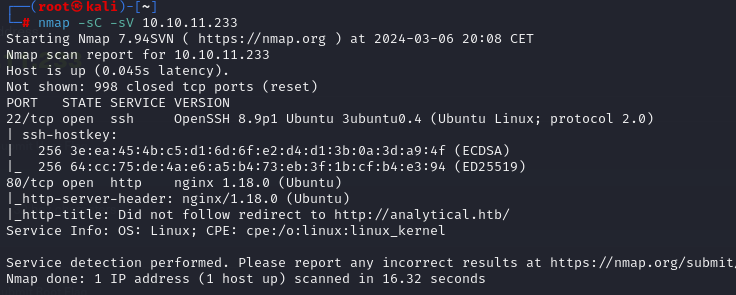 ┌──(root㉿kali)-[~]
└─# nmap -sC -sV 10.10.11.233
Starting Nmap 7.94SVN ( https://nmap.org ) at 2024-03-06 20:08 CET
Nmap scan report for 10.10.11.233
Host is up (0.045s latency).
Not shown: 998 closed tcp ports (reset)
PORT   STATE SERVICE VERSION
22/tcp open  ssh     OpenSSH 8.9p1 Ubuntu 3ubuntu0.4 (Ubuntu Linux; protocol 2.0)
| ssh-hostkey:
|   256 3e:ea:45:4b:c5:d1:6d:6f:e2:d4:d1:3b:0a:3d:a9:4f (ECDSA)
|_  256 64:cc:75:de:4a:e6:a5:b4:73:eb:3f:1b:cf:b4:e3:94 (ED25519)
80/tcp open  http    nginx 1.18.0 (Ubuntu)
|_http-server-header: nginx/1.18.0 (Ubuntu)
|_http-title: Did not follow redirect to http://analytical.htb/
Service Info: OS: Linux; CPE: cpe:/o:linux:linux_kernel

Service detection performed. Please report any incorrect results at https://nmap.org/submit/
Nmap done: 1 IP address (1 host up) scanned in 16.32 seconds